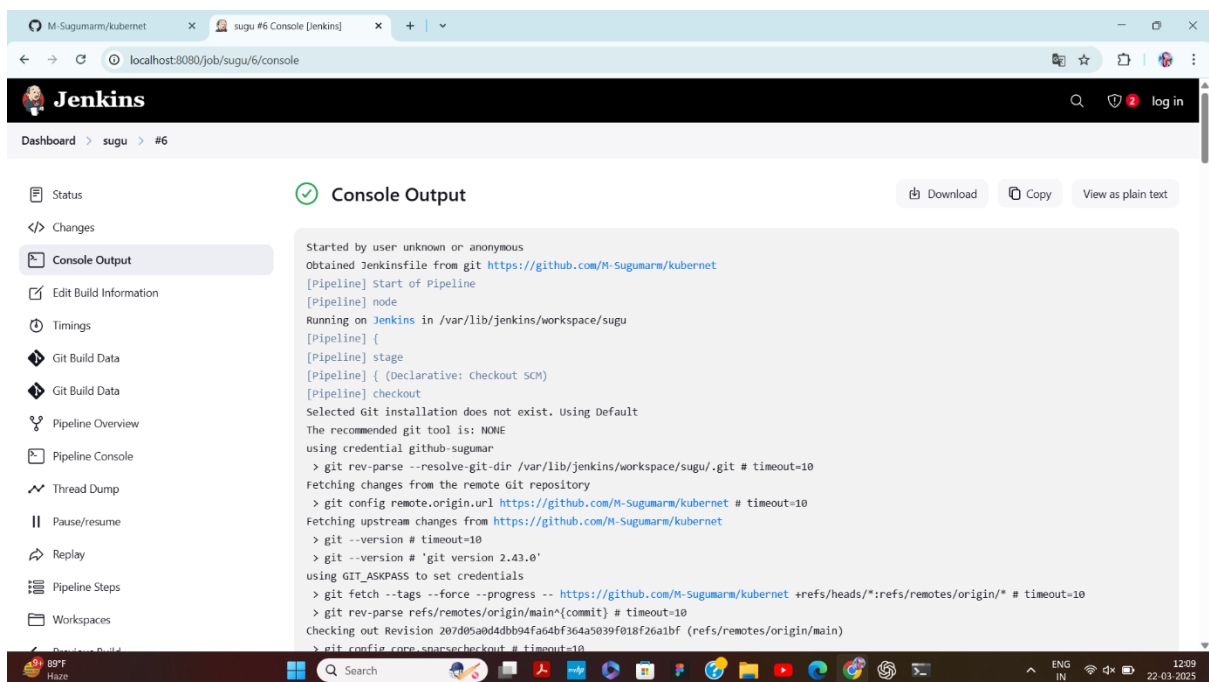 M-Sugumarm/kubernet
sugu #6 Console [Jenkins]
localhost:8080/job/sugu/6/console
Jenkins
2
log in
Dashboard > sugu > #6
Status
Changes
Console Output
Edit Build Information
Timings
Git Build Data
Git Build Data
Pipeline Overview
Pipeline Console
Thread Dump
Pause/resume
Replay
Pipeline Steps
Workspaces
Previous Build
Console Output
Download
Copy
View as plain text
Started by user unknown or anonymous
Obtained Jenkinsfile from git https://github.com/M-Sugumarm/kubernet
[Pipeline] Start of Pipeline
[Pipeline] node
Running on Jenkins in /var/lib/jenkins/workspace/sugu
[Pipeline] {
[Pipeline] stage
[Pipeline] { (Declarative: Checkout SCM)
[Pipeline] checkout
Selected Git installation does not exist. Using Default
The recommended git tool is: NONE
using credential github-sugumar
> git rev-parse --resolve-git-dir /var/lib/jenkins/workspace/sugu/.git # timeout=10
Fetching changes from the remote Git repository
> git config remote.origin.url https://github.com/M-Sugumarm/kubernet # timeout=10
Fetching upstream changes from https://github.com/M-Sugumarm/kubernet
> git --version # timeout=10
> git --version # 'git version 2.43.0'
using GIT_ASKPASS to set credentials
> git fetch --tags --force --progress -- https://github.com/M-Sugumarm/kubernet +refs/heads/*:refs/remotes/origin/* # timeout=10
> git rev-parse refs/remotes/origin/main^{commit} # timeout=10
Checking out Revision 207d05a0d4dbb94fa64bf364a5039f018f26a1bf (refs/remotes/origin/main)
> git config core.sparsecheckout # timeout=10
9+
89°F
Haze
Search
ENG
IN
12:09
22-03-2025